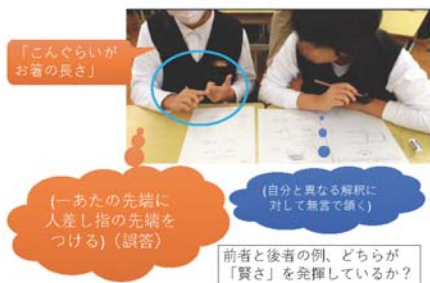 「こんぐらいが
お箸の長さ」
(一あたの先端に
人差し指の先端を
つける)（誤答）
(自分と異なる解釈に
対して無言で頷く)
前者と後者の例、どちらが
「賢さ」を発揮しているか？